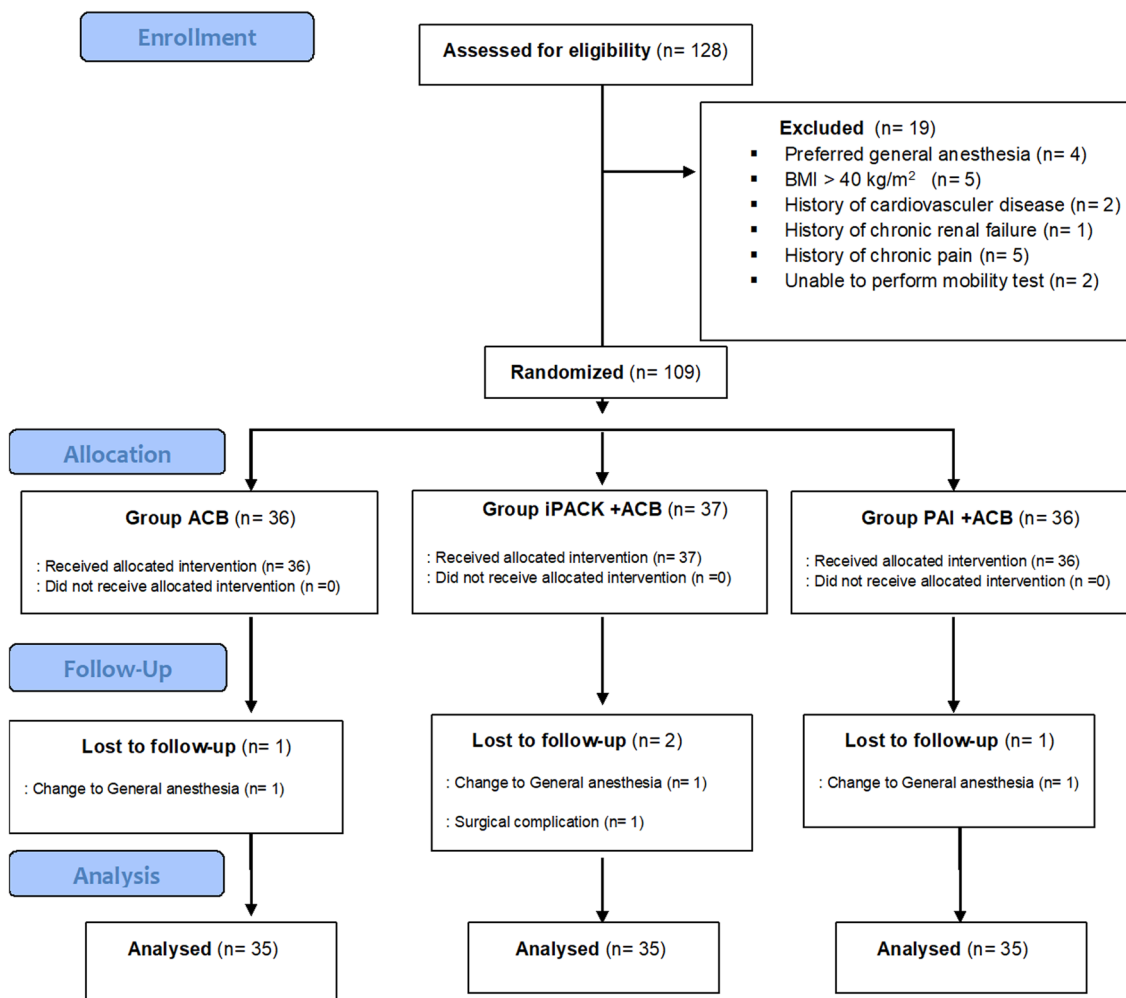 Enrollment
Assessed for eligibility (n= 128)
Excluded (n= 19)
▪ Preferred general anesthesia (n= 4)
▪ BMI > 40 kg/m² (n= 5)
▪ History of cardiovasculer disease (n= 2)
▪ History of chronic renal failure (n= 1)
▪ History of chronic pain (n= 5)
▪ Unable to perform mobility test (n= 2)
Randomized (n= 109)
Allocation
Group ACB (n= 36)
: Received allocated intervention (n= 36)
: Did not receive allocated intervention (n =0)
Group iPACK +ACB (n= 37)
: Received allocated intervention (n= 37)
: Did not receive allocated intervention (n =0)
Group PAI +ACB (n= 36)
: Received allocated intervention (n= 36)
: Did not receive allocated intervention (n =0)
Follow-Up
Lost to follow-up (n= 1)
: Change to General anesthesia (n= 1)
Lost to follow-up (n= 2)
: Change to General anesthesia (n= 1)
: Surgical complication (n= 1)
Lost to follow-up (n= 1)
: Change to General anesthesia (n= 1)
Analysis
Analysed (n= 35)
Analysed (n= 35)
Analysed (n= 35)